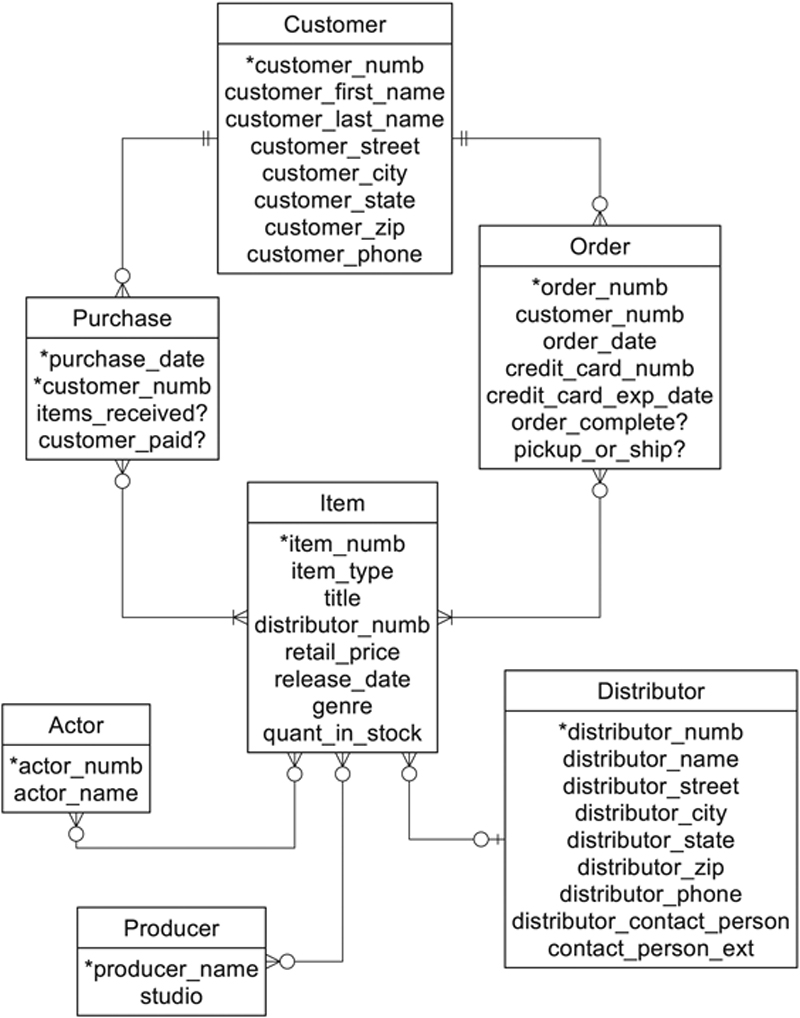 Customer
*customer_numb
customer_first_name
customer_last_name
customer_street
customer_city
customer_state
customer_zip
customer_phone
Order
*order_numb
customer_numb
order_date
credit_card_numb
credit_card_exp_date
order_complete?
pickup_or_ship?
Purchase
*purchase_date
*customer_numb
items_received?
customer_paid?
Item
*item_numb
item_type
title
distributor_numb
retail_price
release_date
genre
quant_in_stock
Distributor
*distributor_numb
distributor_name
distributor_street
distributor_city
distributor_state
distributor_zip
distributor_phone
distributor_contact_person
contact_person_ext
Actor
*actor_numb
actor_name
Producer
*producer_name
studio